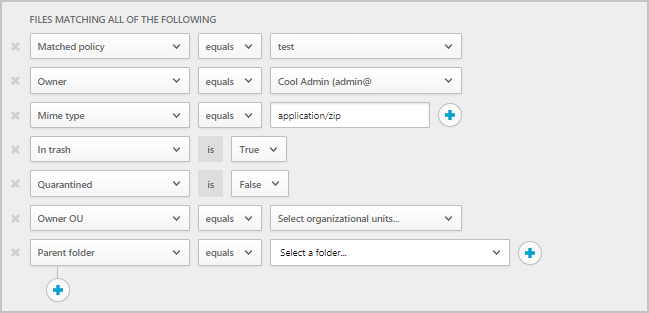 FILES MATCHING ALL OF THE FOLLOWING
Matched policy equals test
Owner equals Cool Admin (admin@
Mime type equals application/zip
In trash is True
Quarantined is False
Owner OU equals Select organizational units...
Parent folder equals Select a folder...